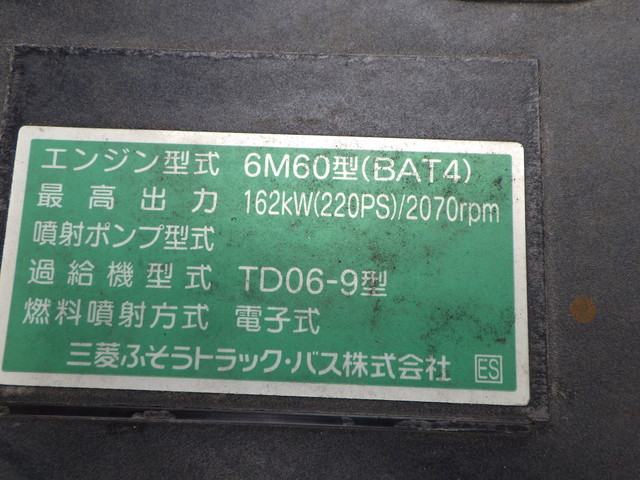 エンジン型式 6M60型(BAT4)
最高出力 162kW(220PS)/2070rpm
噴射ポンプ型式
過給機型式 TD06-9型
燃料噴射方式 電子式
三菱ふそうトラック・バス株式会社 ES